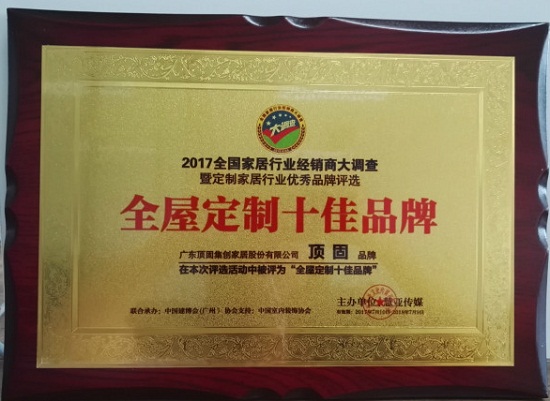 大调查
2017全国家居行业经销商大调查
暨定制家居行业优秀品牌评选
全屋定制十佳品牌
广东顶固集创家居股份有限公司 顶固 品牌
在本次评选活动中被评为“全屋定制十佳品牌”
主办单位：慧亚传媒
联合承办：中国建博会(广州) 协会支持：中国室内装饰协会